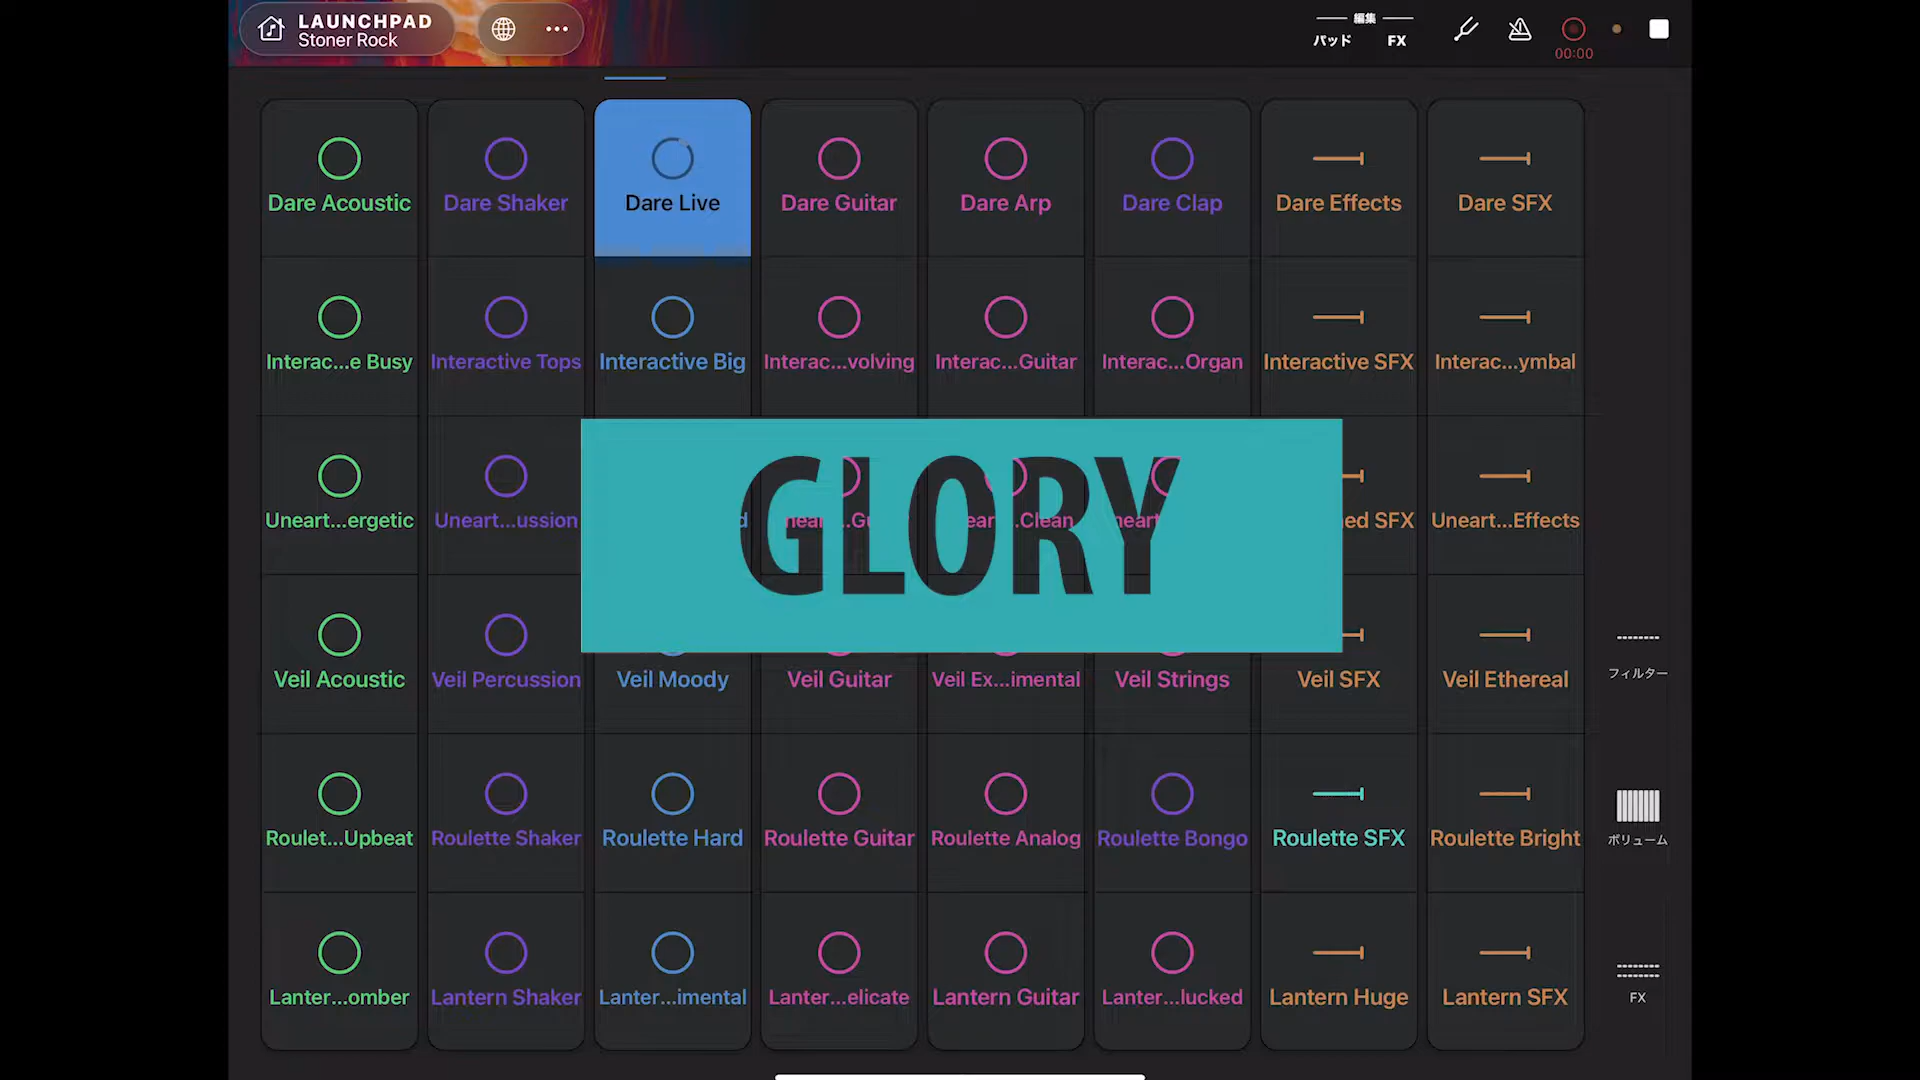 LAUNCHPAD
Stoner Rock
編集
パッド FX
00:00
Dare Acoustic Dare Shaker Dare Live Dare Guitar Dare Arp Dare Clap Dare Effects Dare SFX
Interac...e Busy Interactive Tops Interactive Big Interac...volving Interac...Guitar Interac...Organ Interactive SFX Interac...ymbal
GLORY
Uneart...ergetic Uneart...ussion ed SFX Uneart...Effects
フィルター
Veil Acoustic Veil Percussion Veil Moody Veil Guitar Veil Ex...imental Veil Strings Veil SFX Veil Ethereal
Roulet...Upbeat Roulette Shaker Roulette Hard Roulette Guitar Roulette Analog Roulette Bongo Roulette SFX Roulette Bright
ボリューム
Lanter...omber Lantern Shaker Lanter...imental Lanter...elicate Lantern Guitar Lanter...lucked Lantern Huge Lantern SFX
FX